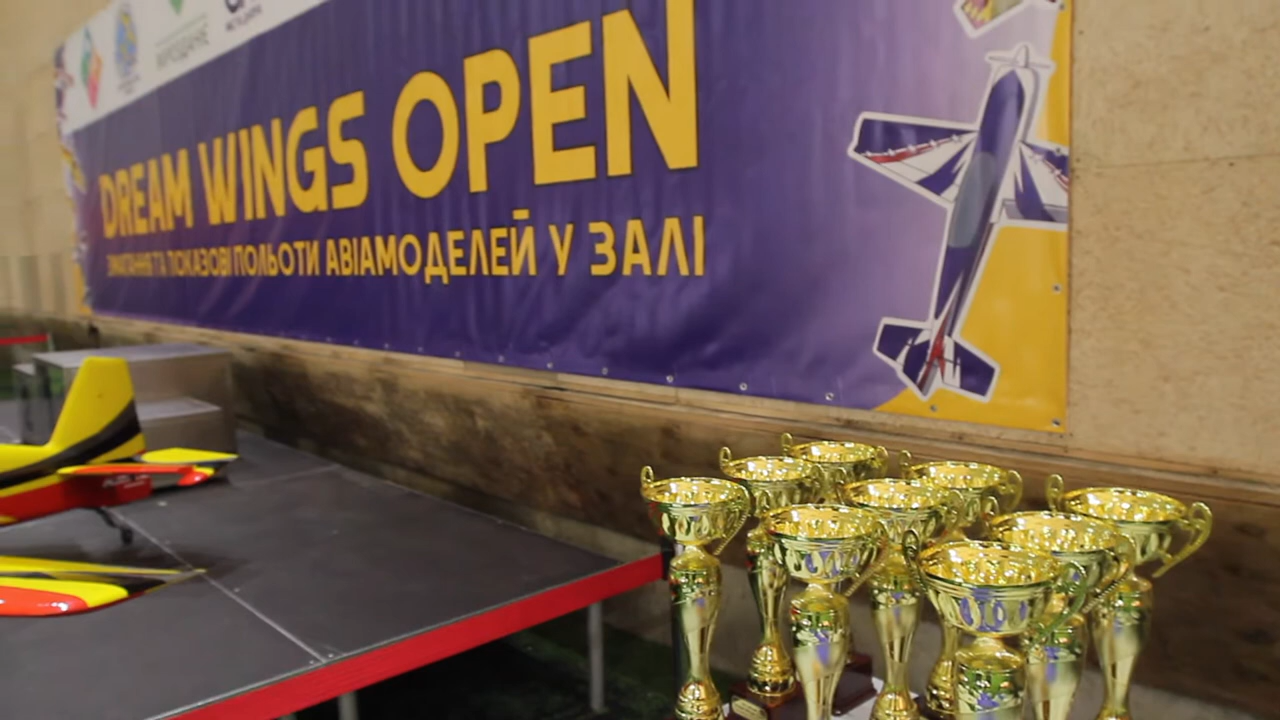 DREAM WINGS OPEN
ЗМАГАННЯ ТА ПОКАЗОВІ ПОЛЬОТИ АВІАМОДЕЛЕЙ У ЗАЛІ